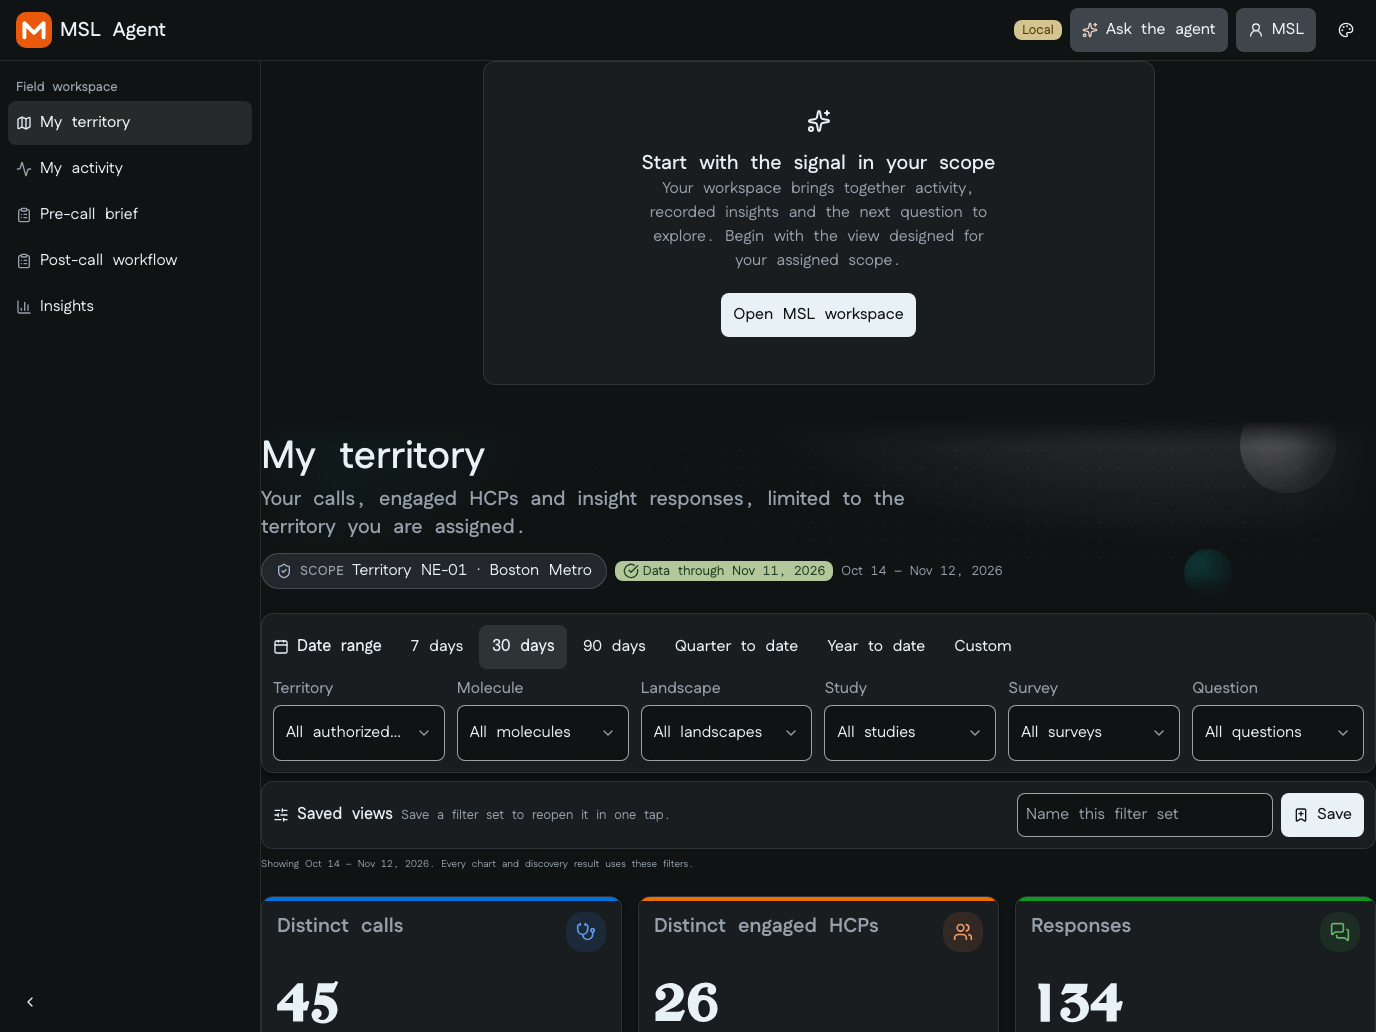 MSL Agent
Local
Ask the agent
MSL
Field workspace
My territory
My activity
Pre-call brief
Post-call workflow
Insights
Start with the signal in your scope
Your workspace brings together activity,
recorded insights and the next question to
explore. Begin with the view designed for
your assigned scope.
Open MSL workspace
My territory
Your calls, engaged HCPs and insight responses, limited to the
territory you are assigned.
SCOPE Territory NE-01 · Boston Metro
Data through Nov 11, 2026
Oct 14 – Nov 12, 2026
Date range
7 days
30 days
90 days
Quarter to date
Year to date
Custom
Territory
Molecule
Landscape
Study
Survey
Question
All authorized...
All molecules
All landscapes
All studies
All surveys
All questions
Saved views
Save a filter set to reopen it in one tap.
Name this filter set
Save
Showing Oct 14 – Nov 12, 2026. Every chart and discovery result uses these filters.
Distinct calls
45
Distinct engaged HCPs
26
Responses
134